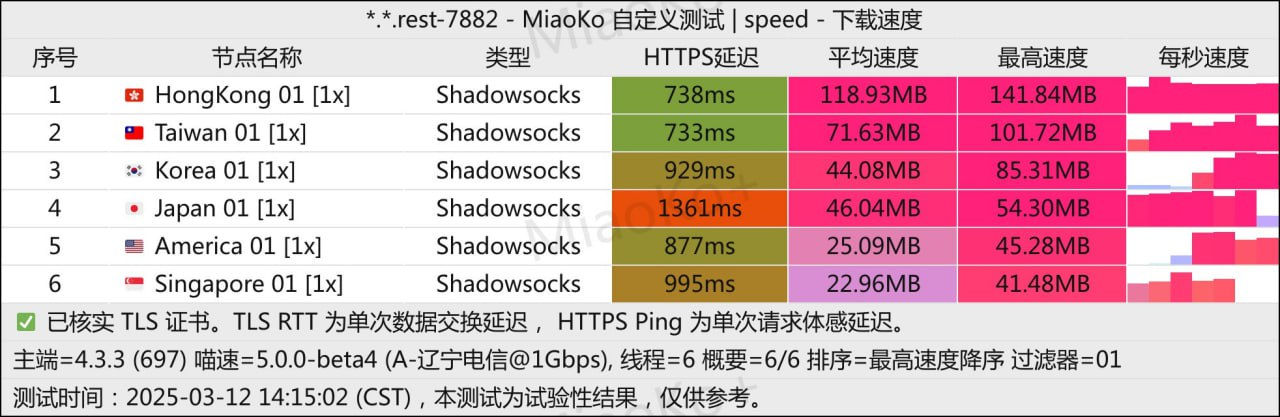 *.*.rest-7882 - MiaoKo 自定义测试 | speed - 下载速度
序号 节点名称 类型 HTTPS延迟 平均速度 最高速度 每秒速度
1 HongKong 01 [1x] Shadowsocks 738ms 118.93MB 141.84MB
2 Taiwan 01 [1x] Shadowsocks 733ms 71.63MB 101.72MB
3 Korea 01 [1x] Shadowsocks 929ms 44.08MB 85.31MB
4 Japan 01 [1x] Shadowsocks 1361ms 46.04MB 54.30MB
5 America 01 [1x] Shadowsocks 877ms 25.09MB 45.28MB
6 Singapore 01 [1x] Shadowsocks 995ms 22.96MB 41.48MB
✅ 已核实 TLS 证书。TLS RTT 为单次数据交换延迟， HTTPS Ping 为单次请求体感延迟。
主端=4.3.3 (697) 喵速=5.0.0-beta4 (A-辽宁电信@1Gbps), 线程=6 概要=6/6 排序=最高速度降序 过滤器=01
测试时间：2025-03-12 14:15:02 (CST)，本测试为试验性结果，仅供参考。
MiaoKo+
MiaoKo+
MiaoKo+